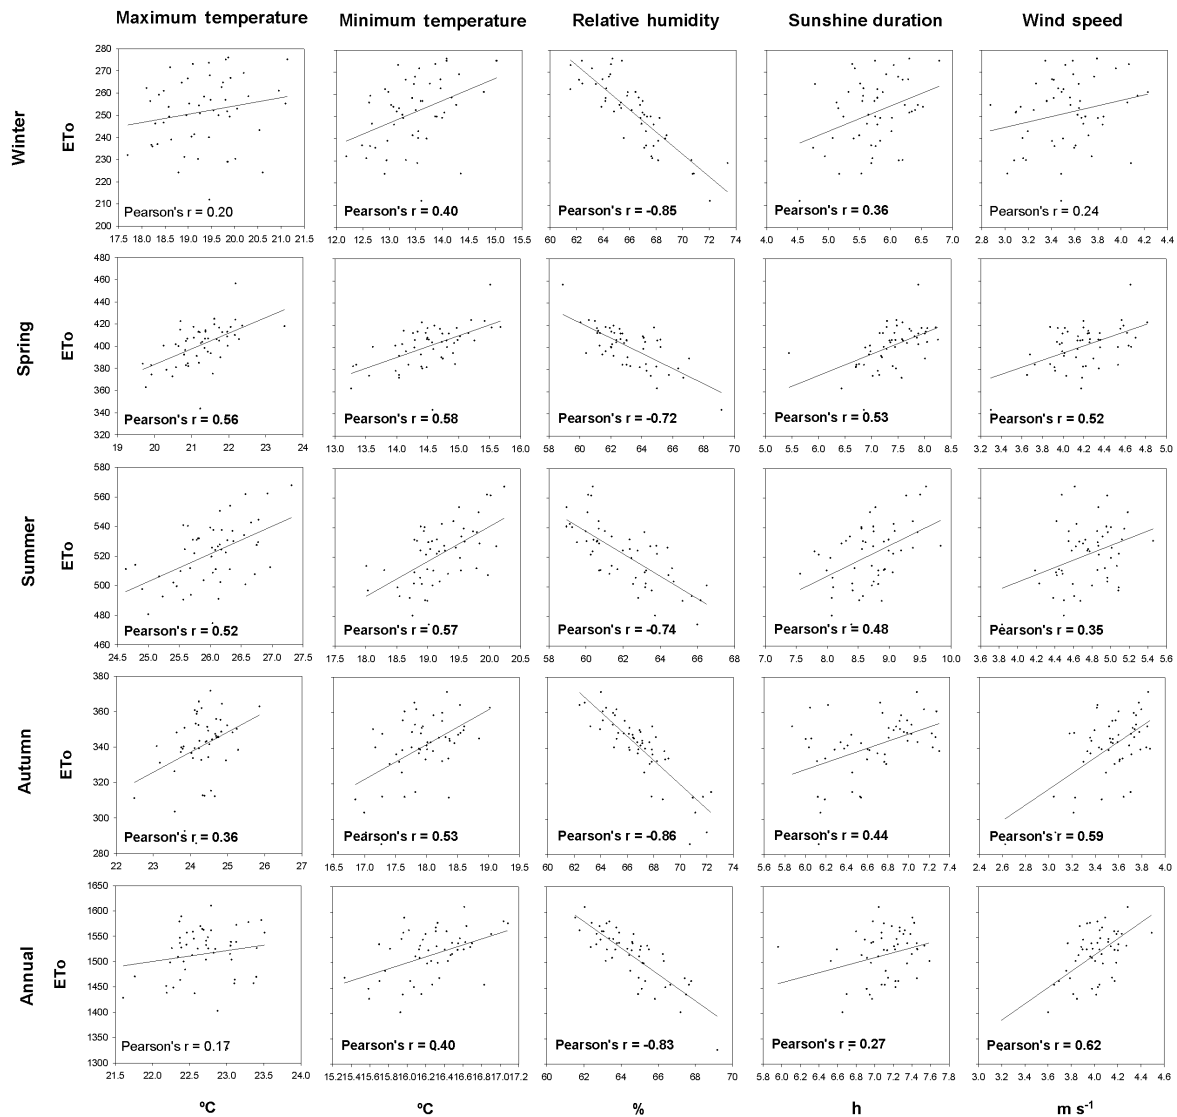 Maximum temperature Minimum temperature Relative humidity Sunshine duration Wind speed
Winter
ETo
280
270
260
250
240
230
220
210
200
Pearson's r = 0.20 Pearson's r = 0.40 Pearson's r = -0.85 Pearson's r = 0.36 Pearson's r = 0.24
17.5 18.0 18.5 19.0 19.5 20.0 20.5 21.0 21.5 12.0 12.5 13.0 13.5 14.0 14.5 15.0 15.5 60 62 64 66 68 70 72 74 4.0 4.5 5.0 5.5 6.0 6.5 7.0 2.8 3.0 3.2 3.4 3.6 3.8 4.0 4.2 4.4
Spring
ETo
480
460
440
420
400
380
360
340
320
Pearson's r = 0.56 Pearson's r = 0.58 Pearson's r = -0.72 Pearson's r = 0.53 Pearson's r = 0.52
19 20 21 22 23 24 13.0 13.5 14.0 14.5 15.0 15.5 16.0 58 60 62 64 66 68 70 5.0 5.5 6.0 6.5 7.0 7.5 8.0 8.5 3.2 3.4 3.6 3.8 4.0 4.2 4.4 4.6 4.8 5.0
Summer
ETo
580
560
540
520
500
480
460
Pearson's r = 0.52 Pearson's r = 0.57 Pearson's r = -0.74 Pearson's r = 0.48 Pearson's r = 0.35
24.5 25.0 25.5 26.0 26.5 27.0 27.5 17.5 18.0 18.5 19.0 19.5 20.0 20.5 58 60 62 64 66 68 7.0 7.5 8.0 8.5 9.0 9.5 10.0 3.6 3.8 4.0 4.2 4.4 4.6 4.8 5.0 5.2 5.4 5.6
Autumn
ETo
380
360
340
320
300
280
Pearson's r = 0.36 Pearson's r = 0.53 Pearson's r = -0.86 Pearson's r = 0.44 Pearson's r = 0.59
22 23 24 25 26 27 16.5 17.0 17.5 18.0 18.5 19.0 19.5 60 62 64 66 68 70 72 74 5.6 5.8 6.0 6.2 6.4 6.6 6.8 7.0 7.2 7.4 2.4 2.6 2.8 3.0 3.2 3.4 3.6 3.8 4.0
Annual
ETo
1650
1600
1550
1500
1450
1400
1350
1300
Pearson's r = 0.17 Pearson's r = 0.40 Pearson's r = -0.83 Pearson's r = 0.27 Pearson's r = 0.62
21.5 22.0 22.5 23.0 23.5 24.0 15.2 15.4 15.6 15.8 16.0 16.2 16.4 16.6 16.8 17.0 17.2 60 62 64 66 68 70 5.8 6.0 6.2 6.4 6.6 6.8 7.0 7.2 7.4 7.6 7.8 3.0 3.2 3.4 3.6 3.8 4.0 4.2 4.4 4.6
ºC ºC % h m s-1